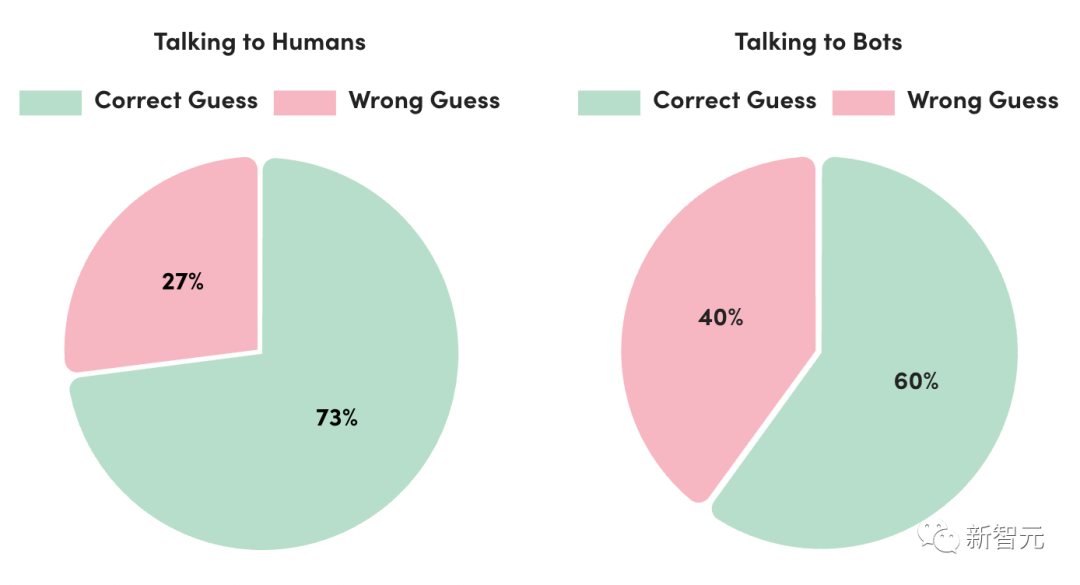 Talking to Humans
Correct Guess
Wrong Guess
27%
73%
Talking to Bots
Correct Guess
Wrong Guess
40%
60%
新智元